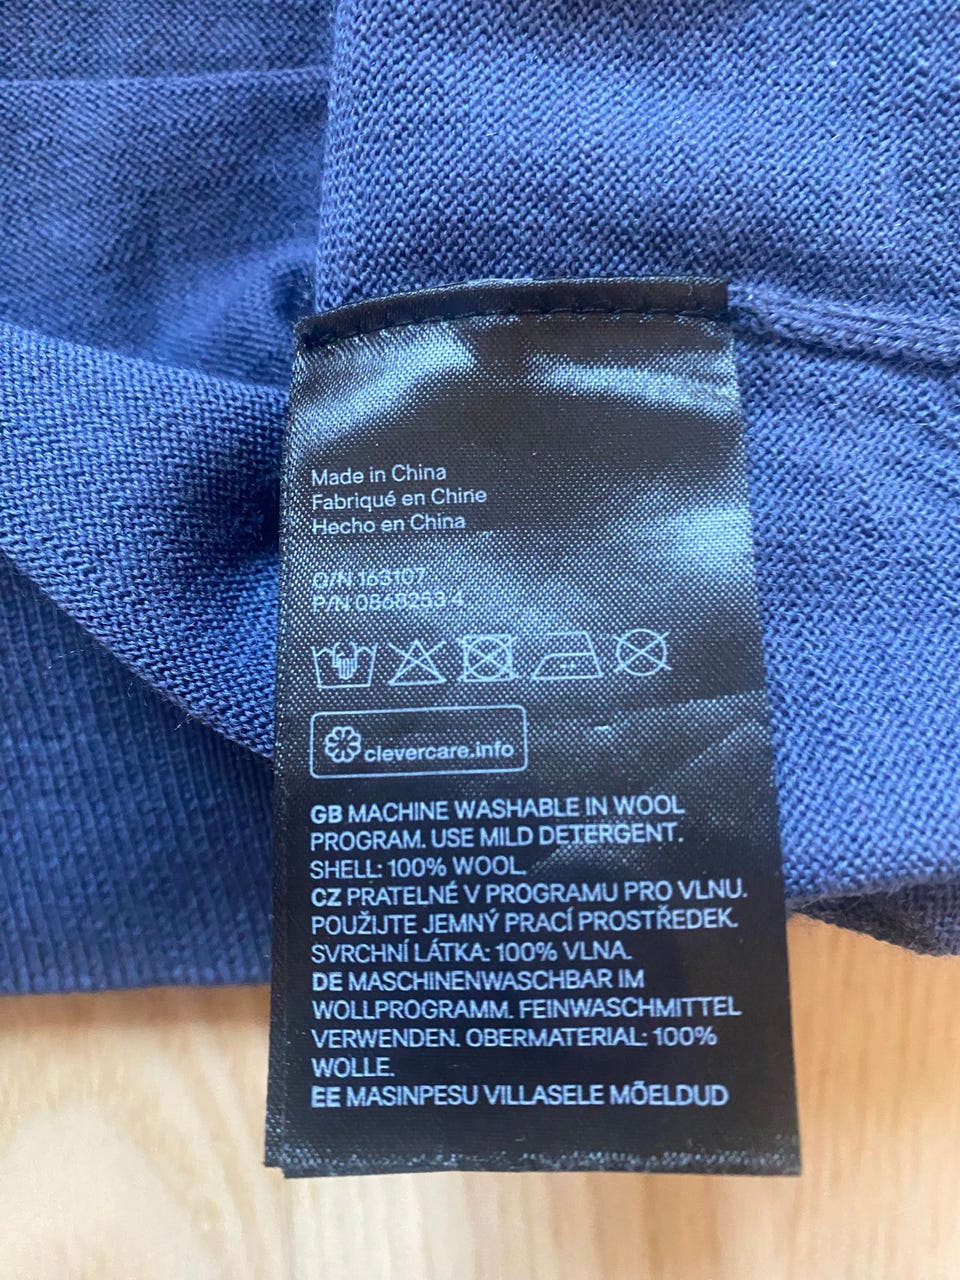 Made in China
Fabriqué en Chine
Hecho en China
O/N 163107
P/N 0868283 4
clevercare.info
GB MACHINE WASHABLE IN WOOL
PROGRAM. USE MILD DETERGENT.
SHELL: 100% WOOL.
CZ PRATELNÉ V PROGRAMU PRO VLNU.
POUŽIJTE JEMNÝ PRACÍ PROSTŘEDEK.
SVRCHNÍ LÁTKA: 100% VLNA.
DE MASCHINENWASCHBAR IM
WOLLPROGRAMM. FEINWASCHMITTEL
VERWENDEN. OBERMATERIAL: 100%
WOLLE.
EE MASINPESU VILLASELE MÕELDUD